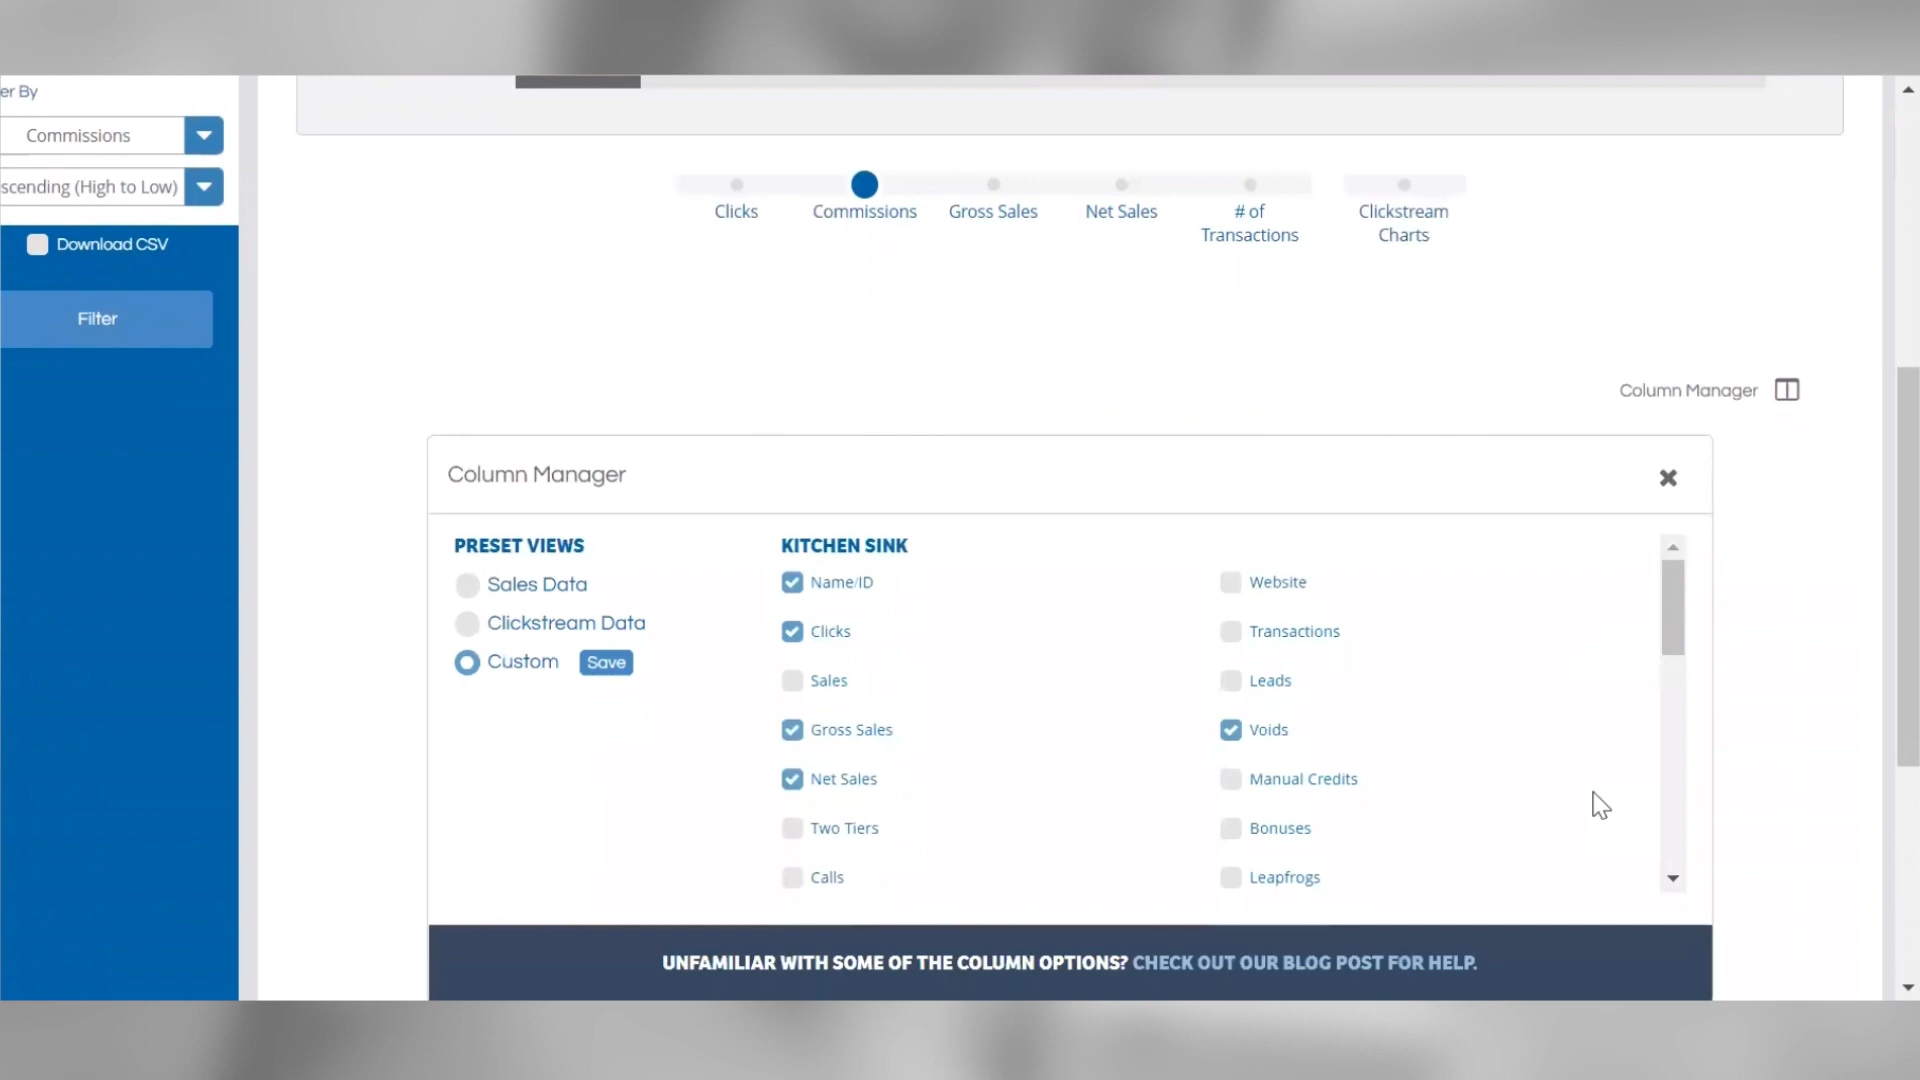 er By
Commissions
scending (High to Low)
Download CSV
Filter
Clicks
Commissions
Gross Sales
Net Sales
# of
Transactions
Clickstream
Charts
Column Manager
Column Manager
PRESET VIEWS
Sales Data
Clickstream Data
Custom Save
KITCHEN SINK
Name/ID
Website
Clicks
Transactions
Sales
Leads
Gross Sales
Voids
Net Sales
Manual Credits
Two Tiers
Bonuses
Calls
Leapfrogs
UNFAMILIAR WITH SOME OF THE COLUMN OPTIONS? CHECK OUT OUR BLOG POST FOR HELP.